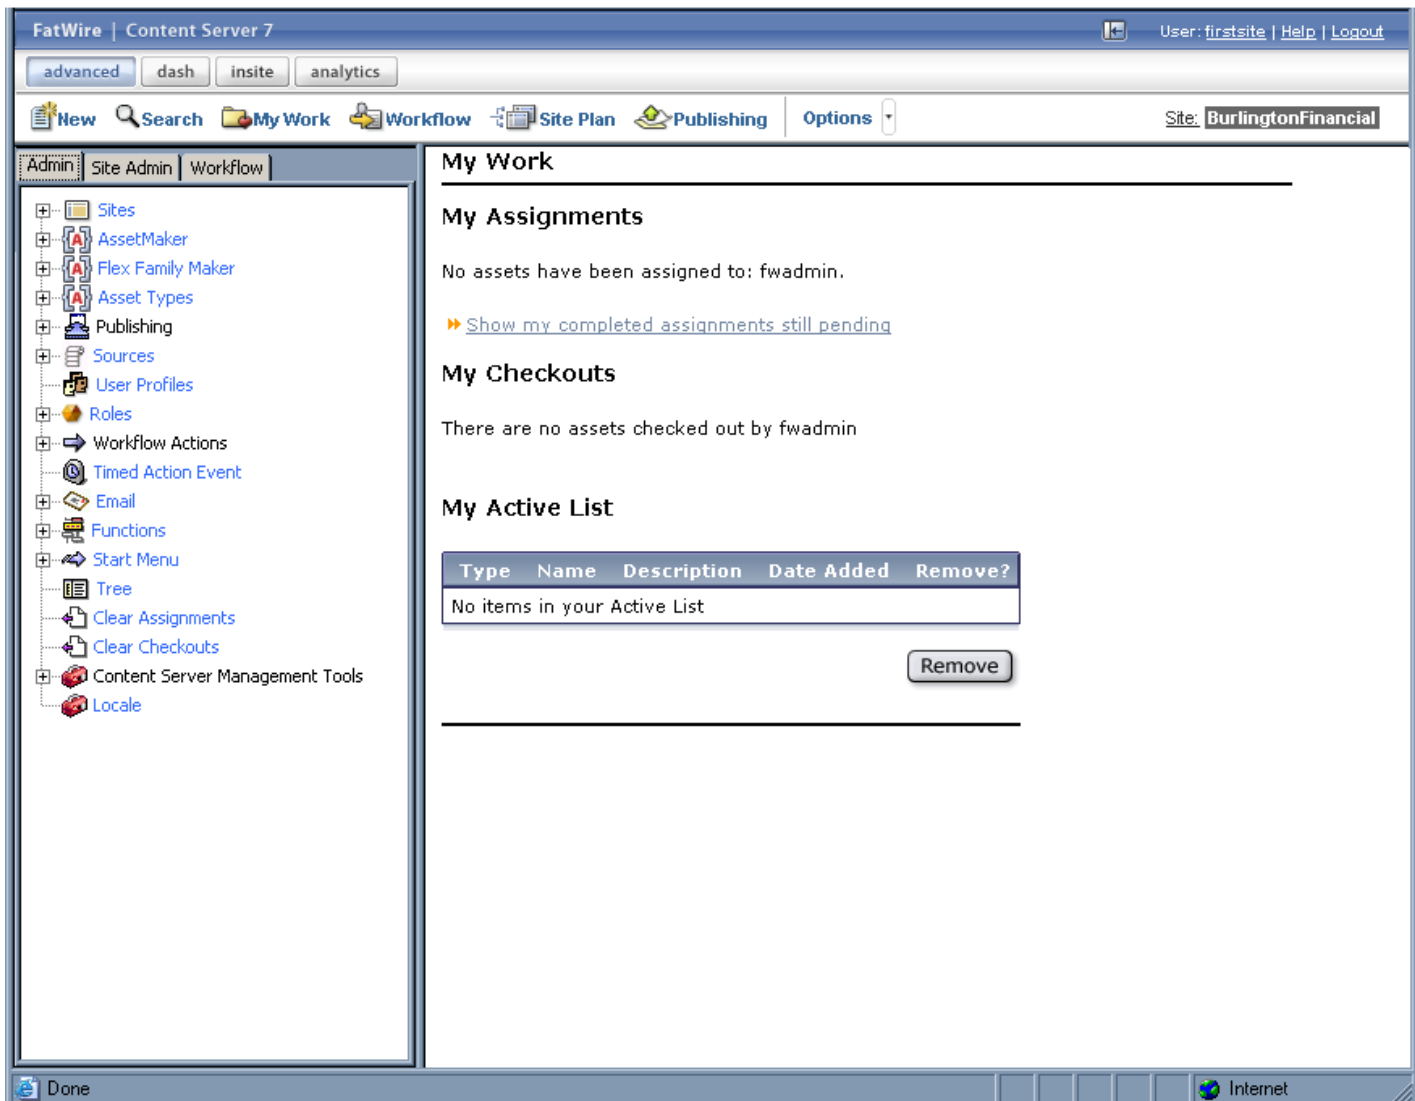 FatWire | Content Server 7
User: firstsite | Help | Logout
advanced dash insite analytics
New Search My Work Workflow Site Plan Publishing Options Site: BurlingtonFinancial
Admin Site Admin Workflow
Sites
AssetMaker
Flex Family Maker
Asset Types
Publishing
Sources
User Profiles
Roles
Workflow Actions
Timed Action Event
Email
Functions
Start Menu
Tree
Clear Assignments
Clear Checkouts
Content Server Management Tools
Locale
My Work
My Assignments
No assets have been assigned to: fwadmin.
Show my completed assignments still pending
My Checkouts
There are no assets checked out by fwadmin
My Active List
Type Name Description Date Added Remove?
No items in your Active List
Remove
Done Internet